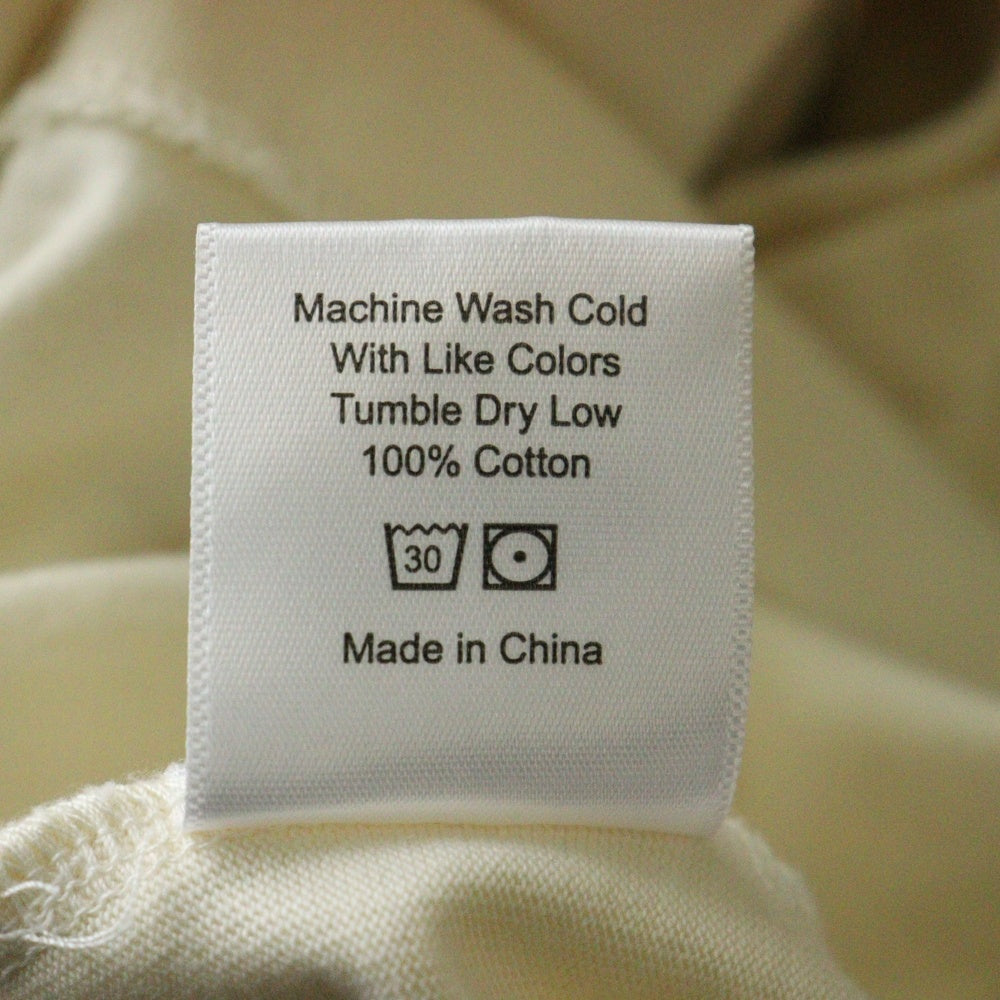 Machine Wash Cold
With Like Colors
Tumble Dry Low
100% Cotton
30
Made in China